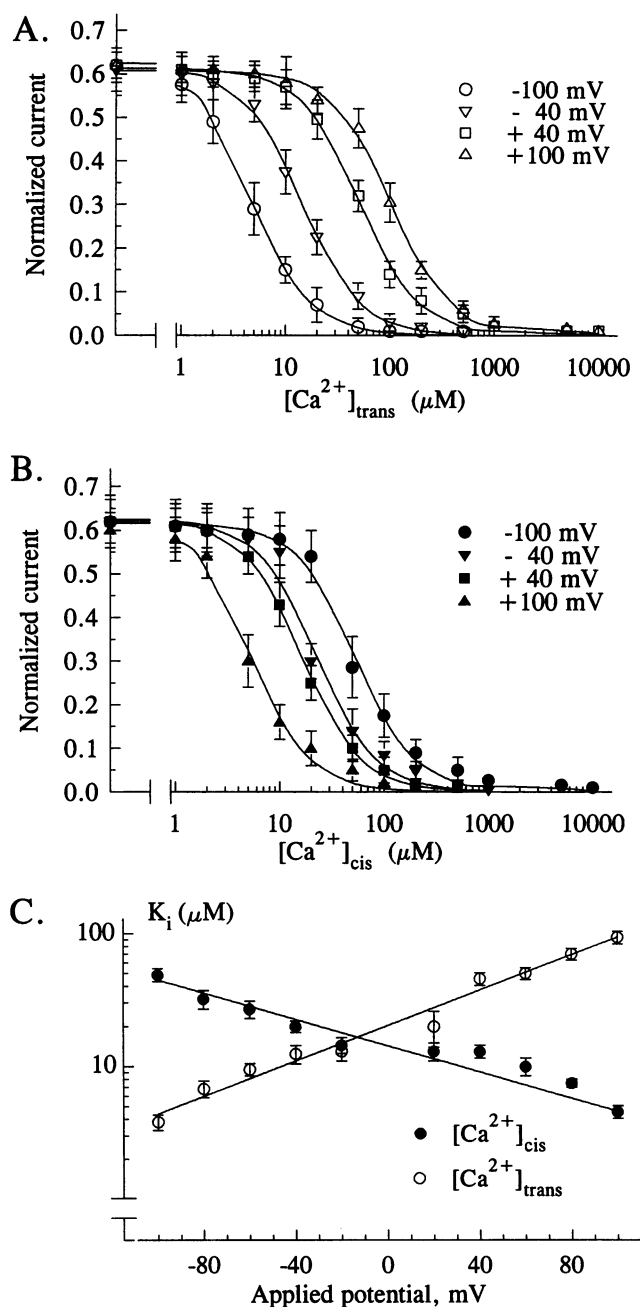 A.
0.7
0.6
0.5
0.4
0.3
0.2
0.1
0.0
Normalized current
-100 mV
- 40 mV
+ 40 mV
+100 mV
1 10 100 1000 10000
[Ca2+]trans (μM)
B.
0.7
0.6
0.5
0.4
0.3
0.2
0.1
0.0
Normalized current
-100 mV
- 40 mV
+ 40 mV
+100 mV
1 10 100 1000 10000
[Ca2+]cis (μM)
C.
Ki (μM)
100
10
[Ca2+]cis
[Ca2+]trans
-80 -40 0 40 80
Applied potential, mV